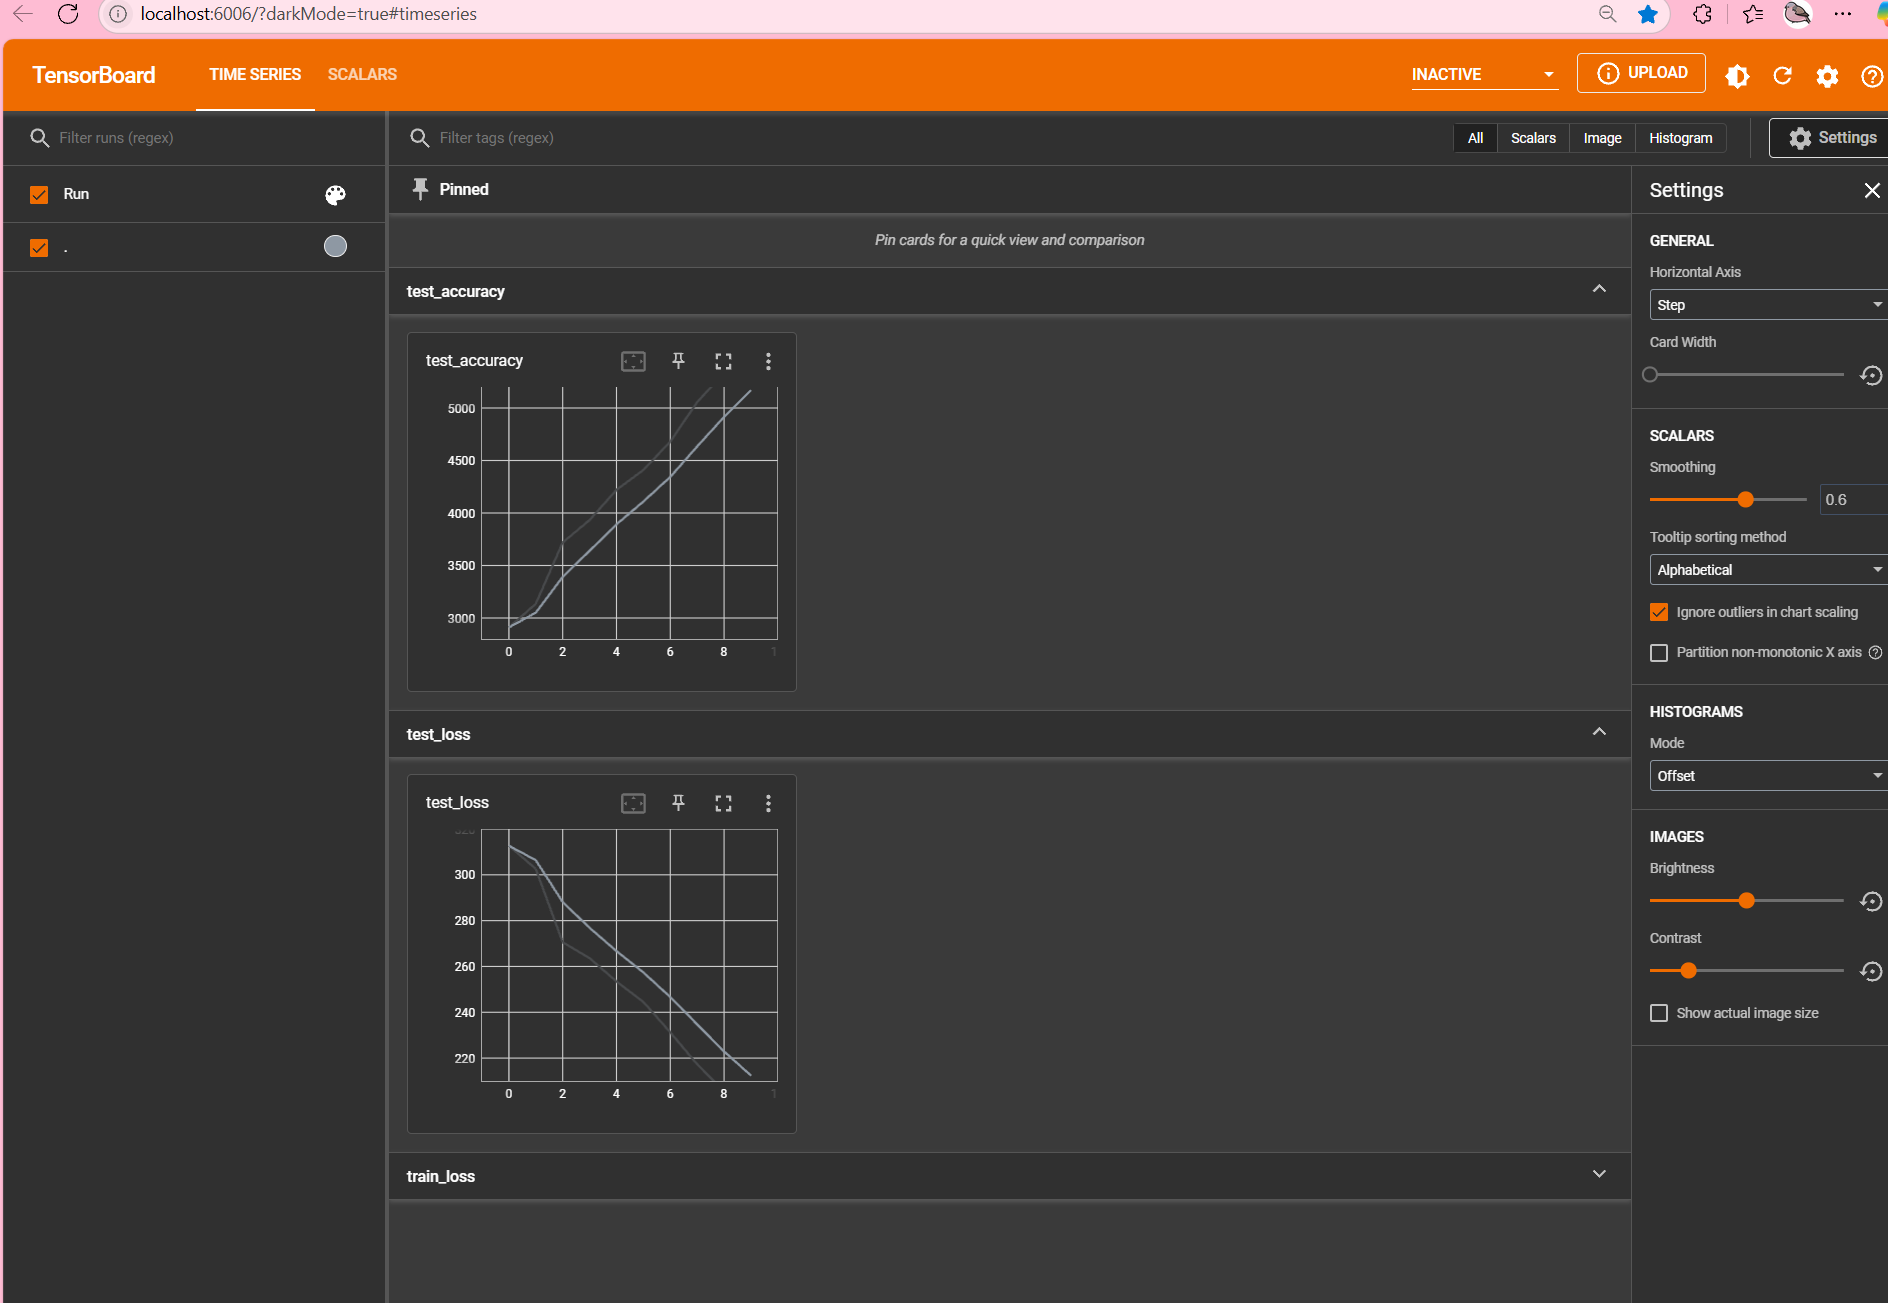 localhost:6006/?darkMode=true#timeseries
TensorBoard
TIME SERIES
SCALARS
INACTIVE
UPLOAD
Filter runs (regex)
Filter tags (regex)
All
Scalars
Image
Histogram
Settings
Run
.
Pinned
Pin cards for a quick view and comparison
test_accuracy
test_accuracy
5000
4500
4000
3500
3000
0 2 4 6 8 1
test_loss
test_loss
320
300
280
260
240
220
0 2 4 6 8 1
train_loss
Settings
GENERAL
Horizontal Axis
Step
Card Width
SCALARS
Smoothing
0.6
Tooltip sorting method
Alphabetical
Ignore outliers in chart scaling
Partition non-monotonic X axis
HISTOGRAMS
Mode
Offset
IMAGES
Brightness
Contrast
Show actual image size